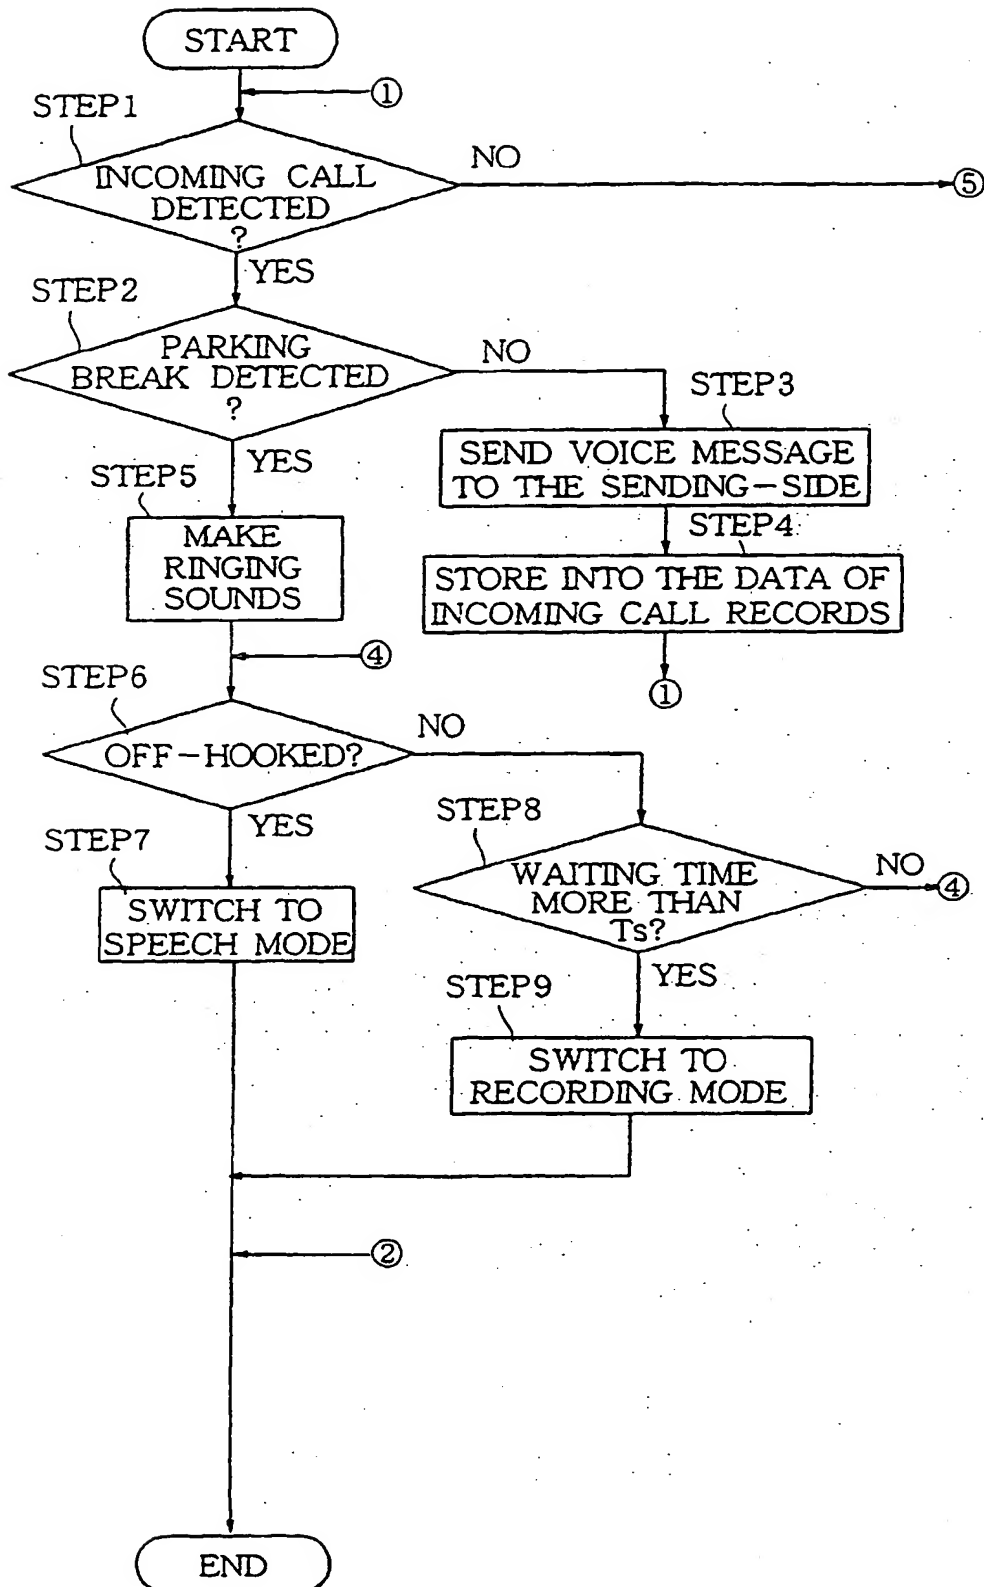 START
①
STEP1
INCOMING CALL
DETECTED
?
NO
⑤
YES
STEP2
PARKING
BREAK DETECTED
?
NO
STEP3
SEND VOICE MESSAGE
TO THE SENDING-SIDE
YES
STEP5
MAKE
RINGING
SOUNDS
STEP4
STORE INTO THE DATA OF
INCOMING CALL RECORDS
①
④
STEP6
OFF-HOOKED?
NO
YES
STEP7
SWITCH TO
SPEECH MODE
STEP8
WAITING TIME
MORE THAN
Ts?
NO
④
YES
STEP9
SWITCH TO
RECORDING MODE
②
END